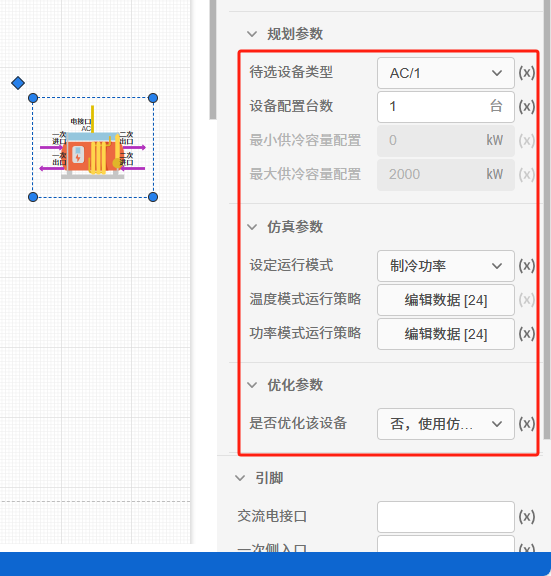 规划参数
待选设备类型 AC/1 (x)
设备配置台数 1 台 (x)
最小供冷容量配置 0 kW (x)
最大供冷容量配置 2000 kW (x)
仿真参数
设定运行模式 制冷功率 (x)
温度模式运行策略 编辑数据 [24] (x)
功率模式运行策略 编辑数据 [24] (x)
优化参数
是否优化该设备 否，使用仿… (x)
引脚
交流电接口 (x)
一次侧入口 (x)
电接口
AC
一次
进口
二次
出口
一次
出口
二次
进口